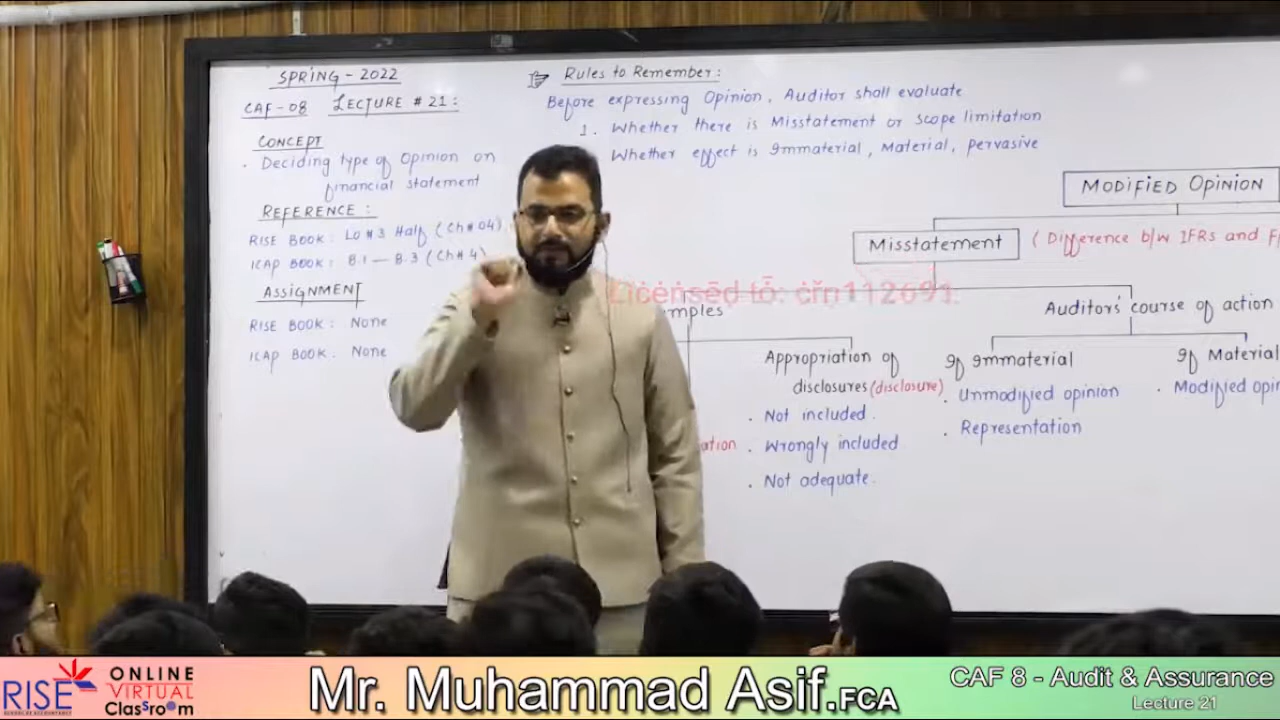 SPRING - 2022
CAF-08 LECTURE # 21:
CONCEPT
. Deciding type of Opinion on
financial statement
REFERENCE:
RISE BOOK: LO #3 Half (Ch # 04)
ICAP BOOK: 8.1 — 8.3 (Ch # 4)
ASSIGNMENT
RISE BOOK: None
ICAP BOOK: None
Rules to Remember:
Before expressing Opinion, Auditor shall evaluate
1. Whether there is Misstatement or scope limitation
Whether effect is Immaterial, Material, pervasive
MODIFIED OPINION
Misstatement (Difference b/w IFRs and F
Licensed to: crn112691
emples
Auditor's course of action
Appropriation of
disclosures (disclosure)
. Not included.
ation . Wrongly included
. Not adequate.
If Immaterial
. Unmodified opinion
. Representation
If Material
. Modified opin
RISE
ONLINE
VIRTUAL
Classroom
Mr. Muhammad Asif.FCA
CAF 8 - Audit & Assurance
Lecture 21